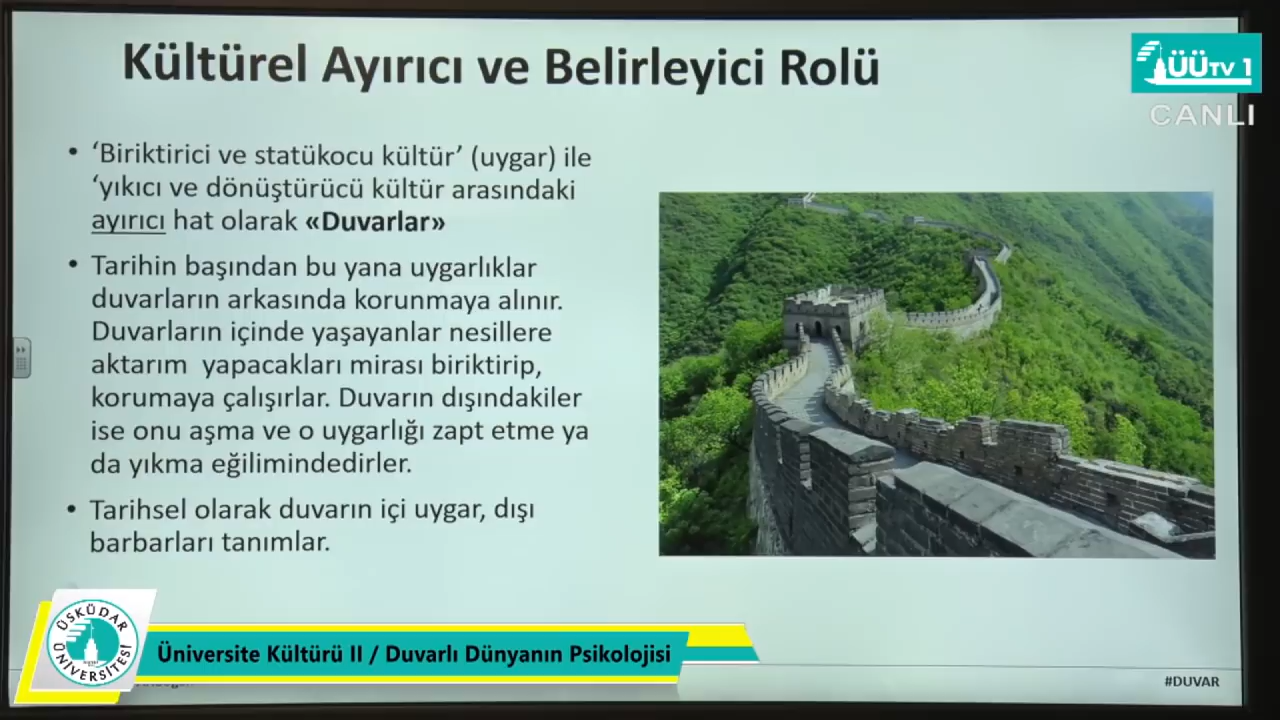 Kültürel Ayırıcı ve Belirleyici Rolü
ÜÜTV 1
CANLI
• ‘Biriktirici ve statükocu kültür’ (uygar) ile
‘yıkıcı ve dönüştürücü kültür arasındaki
ayırıcı hat olarak «Duvarlar»
• Tarihin başından bu yana uygarlıklar
duvarların arkasında korunmaya alınır.
Duvarların içinde yaşayanlar nesillere
aktarım yapacakları mirası biriktirip,
korumaya çalışırlar. Duvarın dışındakiler
ise onu aşma ve o uygarlığı zapt etme ya
da yıkma eğilimindedirler.
• Tarihsel olarak duvarın içi uygar, dışı
barbarları tanımlar.
ÜSKÜDAR ÜNİVERSİTESİ
Üniversite Kültürü II / Duvarlı Dünyanın Psikolojisi
#DUVAR